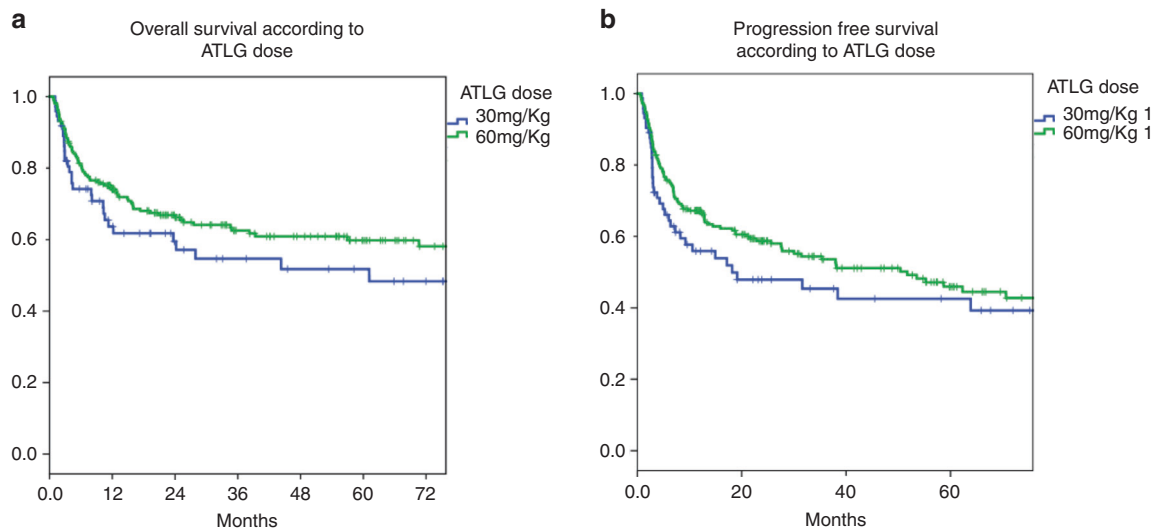 a
Overall survival according to
ATLG dose
1.0
0.8
0.6
0.4
0.2
0.0
0.0 12 24 36 48 60 72
Months
ATLG dose
30mg/Kg
60mg/Kg
b
Progression free survival
according to ATLG dose
1.0
0.8
0.6
0.4
0.2
0.0
0.0 20 40 60
Months
ATLG dose
30mg/Kg 1
60mg/Kg 1